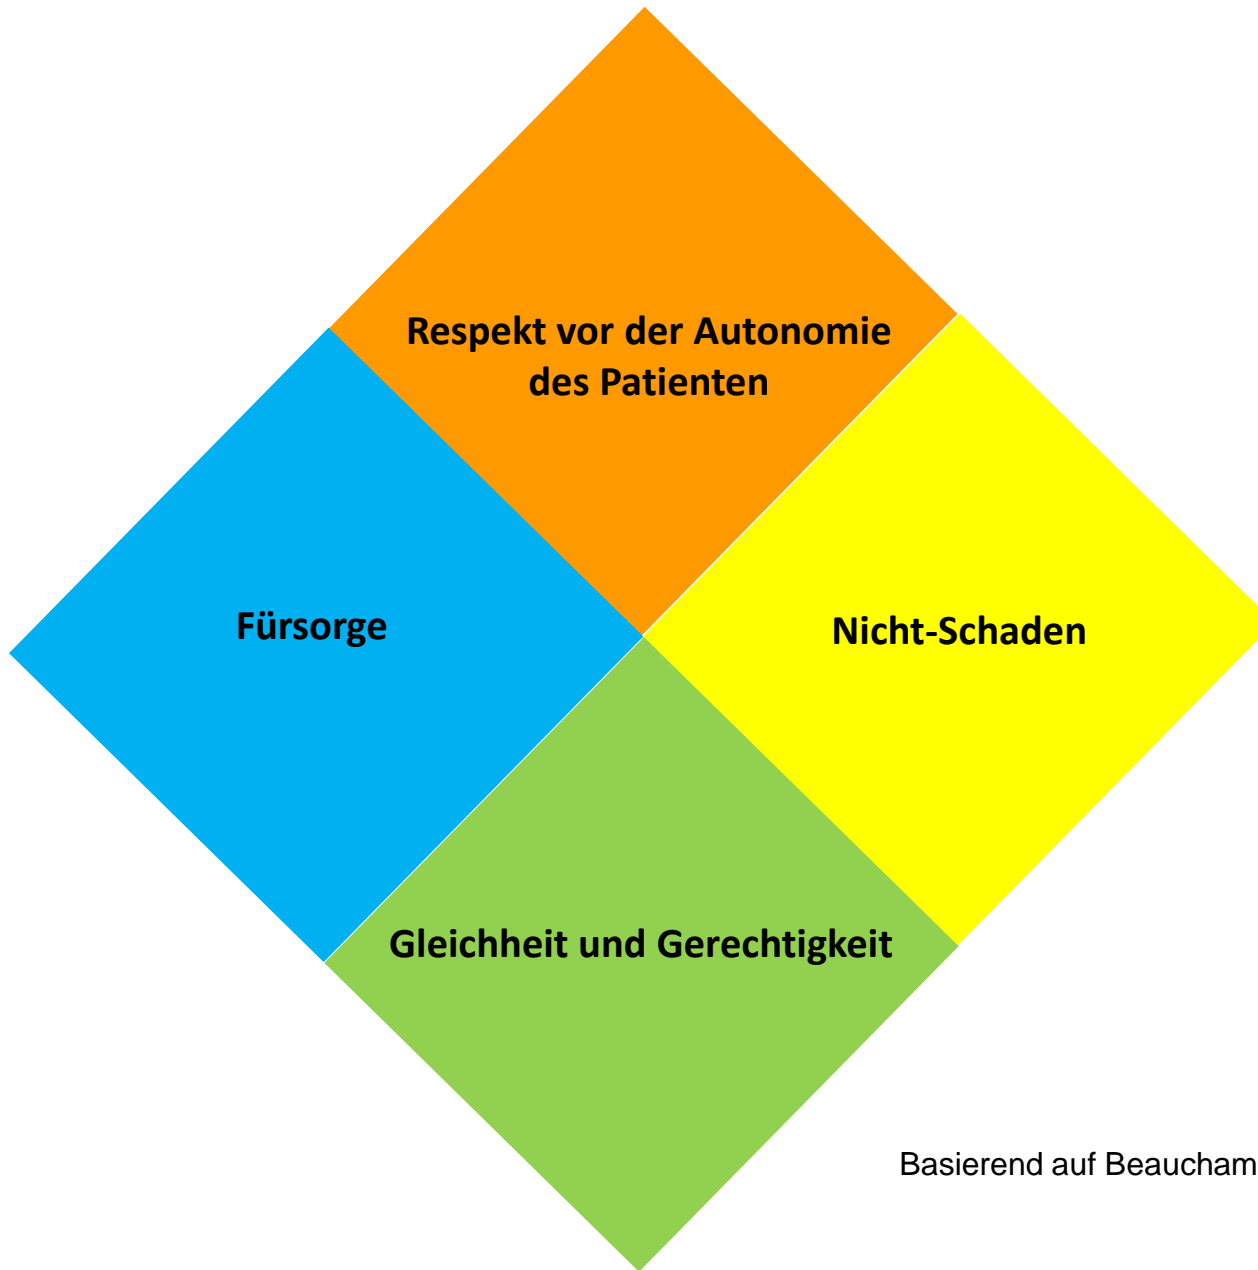 Respekt vor der Autonomie
des Patienten
Fürsorge
Nicht-Schaden
Gleichheit und Gerechtigkeit
Basierend auf Beaucham